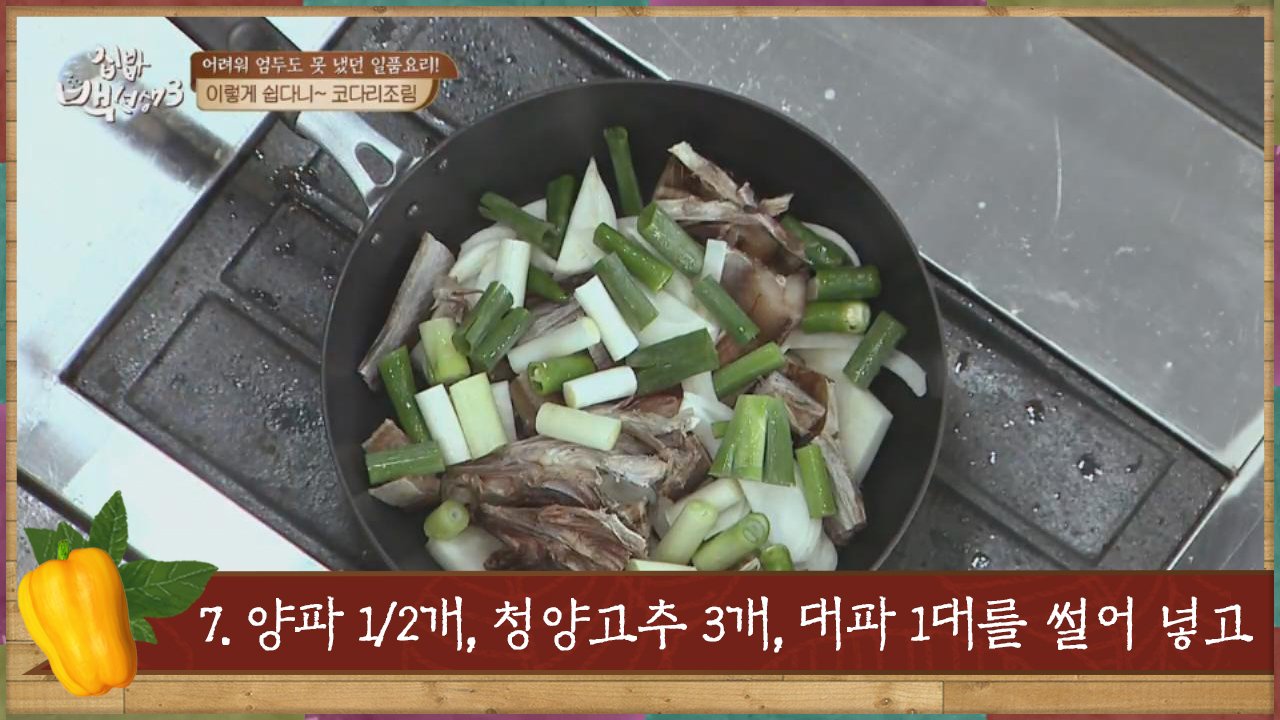 집밥
백선생3
어려워 엄두도 못 냈던 일품요리!
이렇게 쉽다니~ 코다리조림
7. 양파 1/2개, 청양고추 3개, 대파 1대를 썰어 넣고